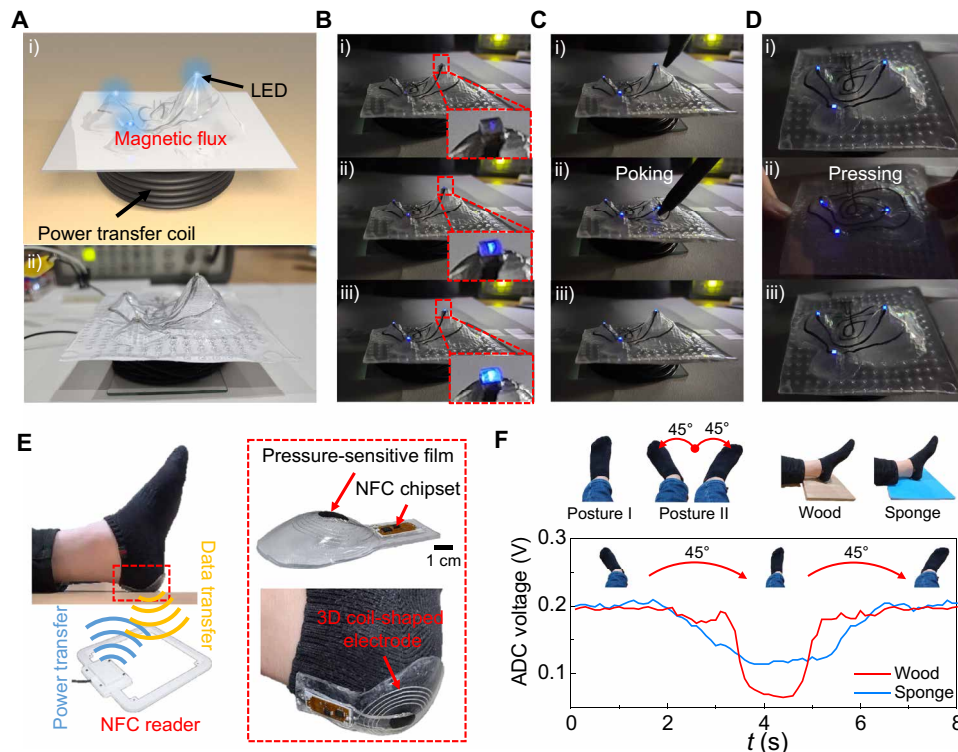 A
i)
LED
Magnetic flux
Power transfer coil
ii)
B
i)
ii)
iii)
C
i)
ii)
Poking
iii)
D
i)
ii)
Pressing
iii)
E
Data transfer
Power transfer
NFC reader
Pressure-sensitive film
NFC chipset
1 cm
3D coil-shaped
electrode
F
45°
45°
Posture I
Posture II
Wood
Sponge
0.3
0.2
0.1
ADC voltage (V)
45°
45°
Wood
Sponge
0
2
4
6
8
t (s)